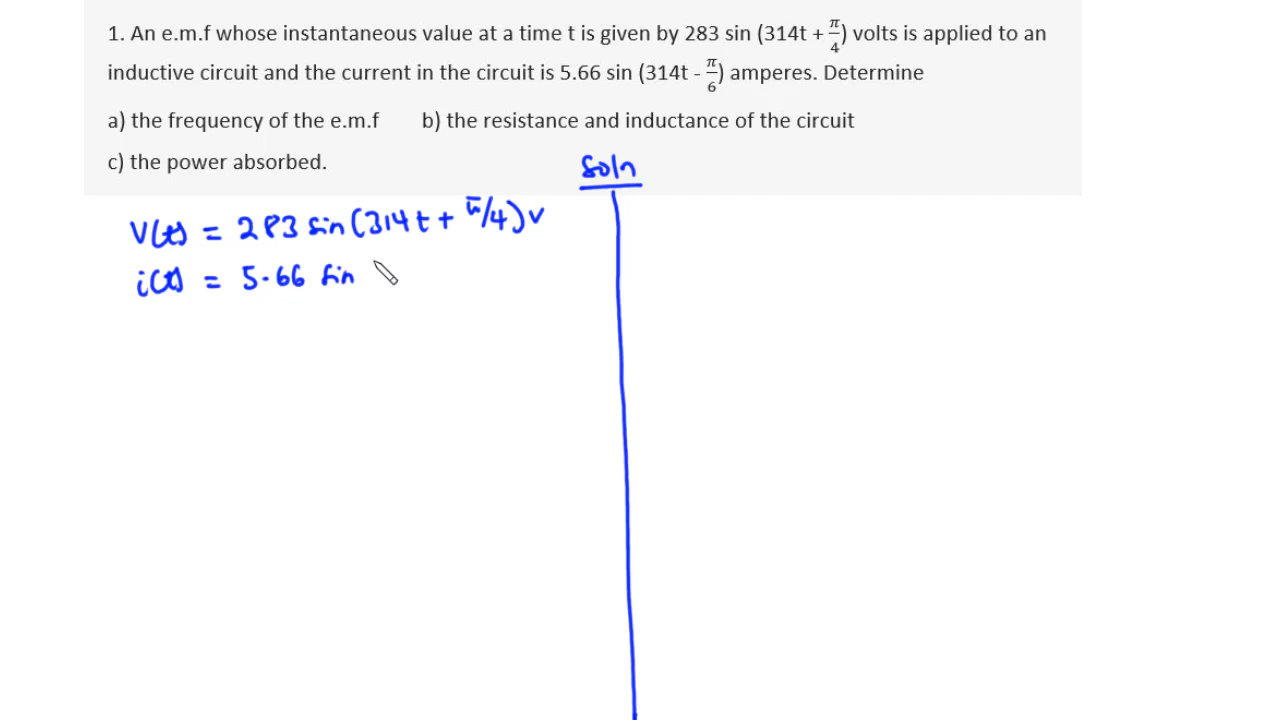 1. An e.m.f whose instantaneous value at a time t is given by 283 sin (314t + π/4) volts is applied to an
inductive circuit and the current in the circuit is 5.66 sin (314t - π/6) amperes. Determine
a) the frequency of the e.m.f b) the resistance and inductance of the circuit
c) the power absorbed.
Soln
V(t) = 283 sin(314t + π/4)v
i(t) = 5.66 sin